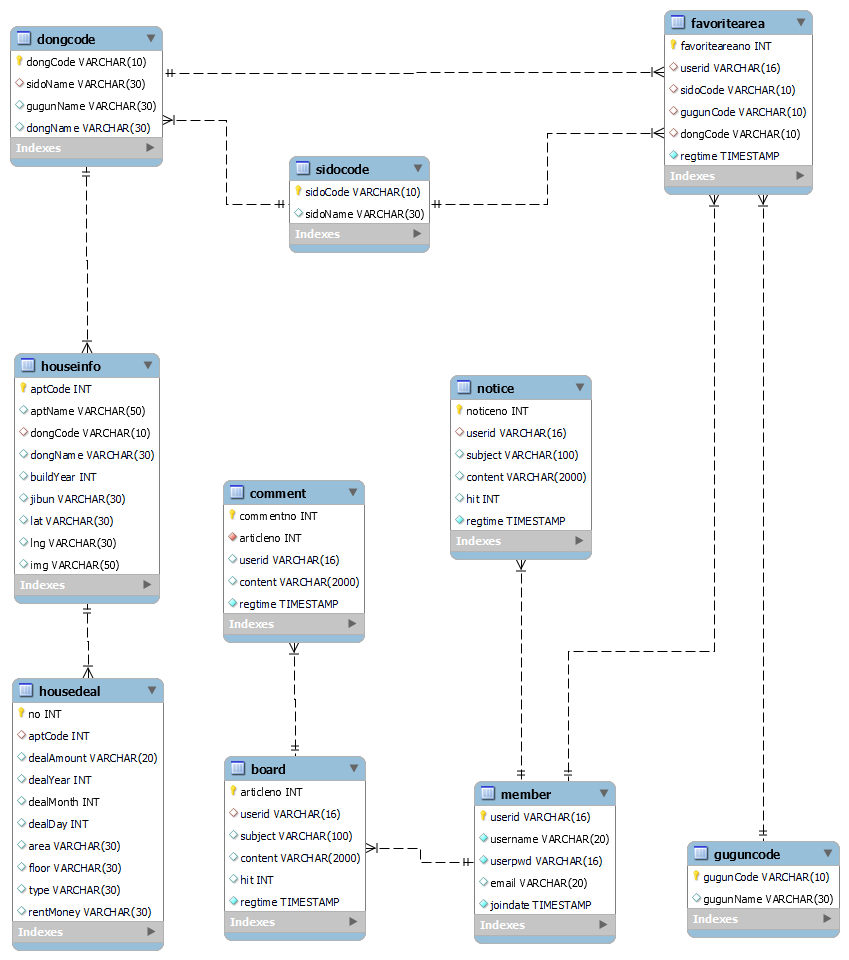 dongcode
dongCode VARCHAR(10)
sidoName VARCHAR(30)
gugunName VARCHAR(30)
dongName VARCHAR(30)
Indexes
favoritearea
favoriteareano INT
userid VARCHAR(16)
sidoCode VARCHAR(10)
gugunCode VARCHAR(10)
dongCode VARCHAR(10)
regtime TIMESTAMP
Indexes
sidocode
sidoCode VARCHAR(10)
sidoName VARCHAR(30)
Indexes
houseinfo
aptCode INT
aptName VARCHAR(50)
dongCode VARCHAR(10)
dongName VARCHAR(30)
buildYear INT
jibun VARCHAR(30)
lat VARCHAR(30)
lng VARCHAR(30)
img VARCHAR(50)
Indexes
notice
noticeno INT
userid VARCHAR(16)
subject VARCHAR(100)
content VARCHAR(2000)
hit INT
regtime TIMESTAMP
Indexes
comment
commentno INT
articleno INT
userid VARCHAR(16)
content VARCHAR(2000)
regtime TIMESTAMP
Indexes
housedeal
no INT
aptCode INT
dealAmount VARCHAR(20)
dealYear INT
dealMonth INT
dealDay INT
area VARCHAR(30)
floor VARCHAR(30)
type VARCHAR(30)
rentMoney VARCHAR(30)
Indexes
board
articleno INT
userid VARCHAR(16)
subject VARCHAR(100)
content VARCHAR(2000)
hit INT
regtime TIMESTAMP
Indexes
member
userid VARCHAR(16)
username VARCHAR(20)
userpwd VARCHAR(16)
email VARCHAR(20)
joindate TIMESTAMP
Indexes
guguncode
gugunCode VARCHAR(10)
gugunName VARCHAR(30)
Indexes